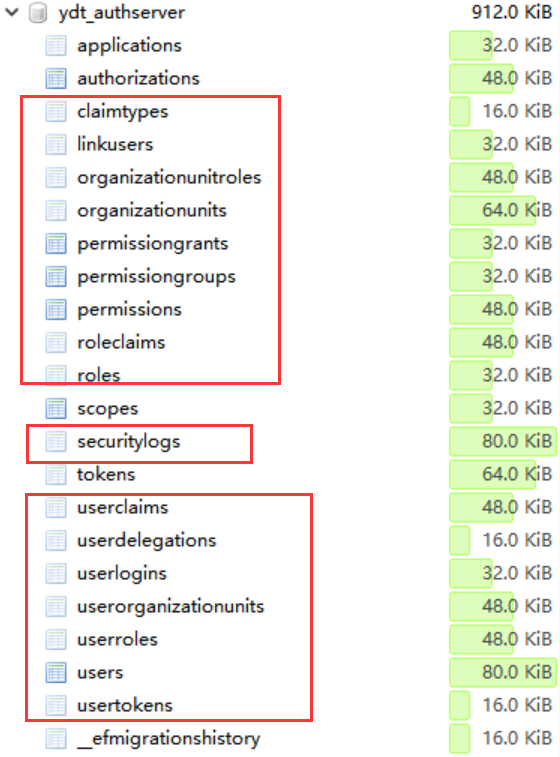 ydt_authserver 912.0 KiB
applications 32.0 KiB
authorizations 48.0 KiB
claimtypes 16.0 KiB
linkusers 32.0 KiB
organizationunitroles 48.0 KiB
organizationunits 64.0 KiB
permissiongrants 32.0 KiB
permissiongroups 32.0 KiB
permissions 48.0 KiB
roleclaims 48.0 KiB
roles 32.0 KiB
scopes 32.0 KiB
securitylogs 80.0 KiB
tokens 64.0 KiB
userclaims 48.0 KiB
userdelegations 16.0 KiB
userlogins 32.0 KiB
userorganizationunits 48.0 KiB
userroles 48.0 KiB
users 80.0 KiB
usertokens 16.0 KiB
__efmigrationshistory 16.0 KiB